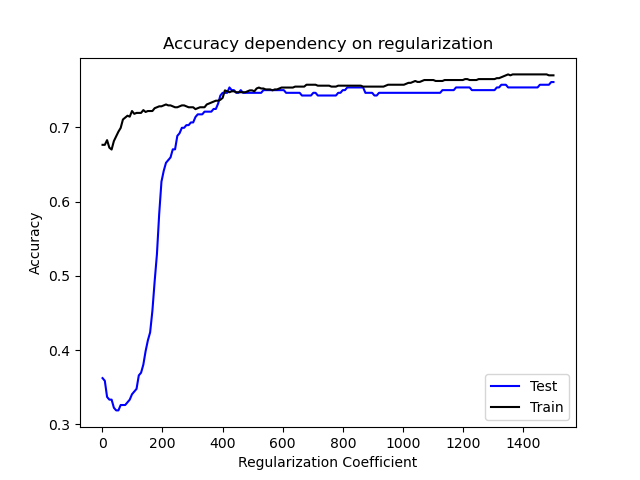 Accuracy dependency on regularization
Accuracy
0.7
0.6
0.5
0.4
0.3
0 200 400 600 800 1000 1200 1400
Regularization Coefficient
Test
Train